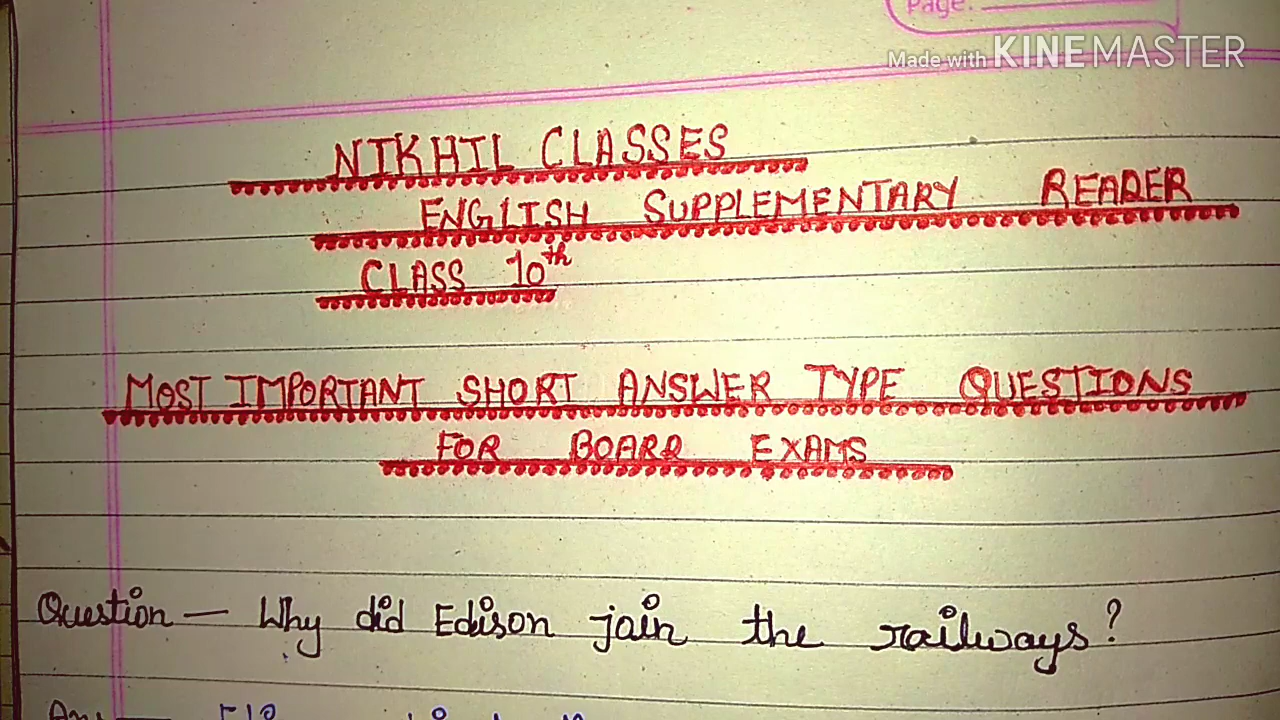 Page:
Made with KINEMASTER
NIKHIL CLASSES
ENGLISH SUPPLEMENTARY READER
CLASS 10th
MOST IMPORTANT SHORT ANSWER TYPE QUESTIONS
FOR BOARD EXAMS
Question — Why did Edison join the railways?